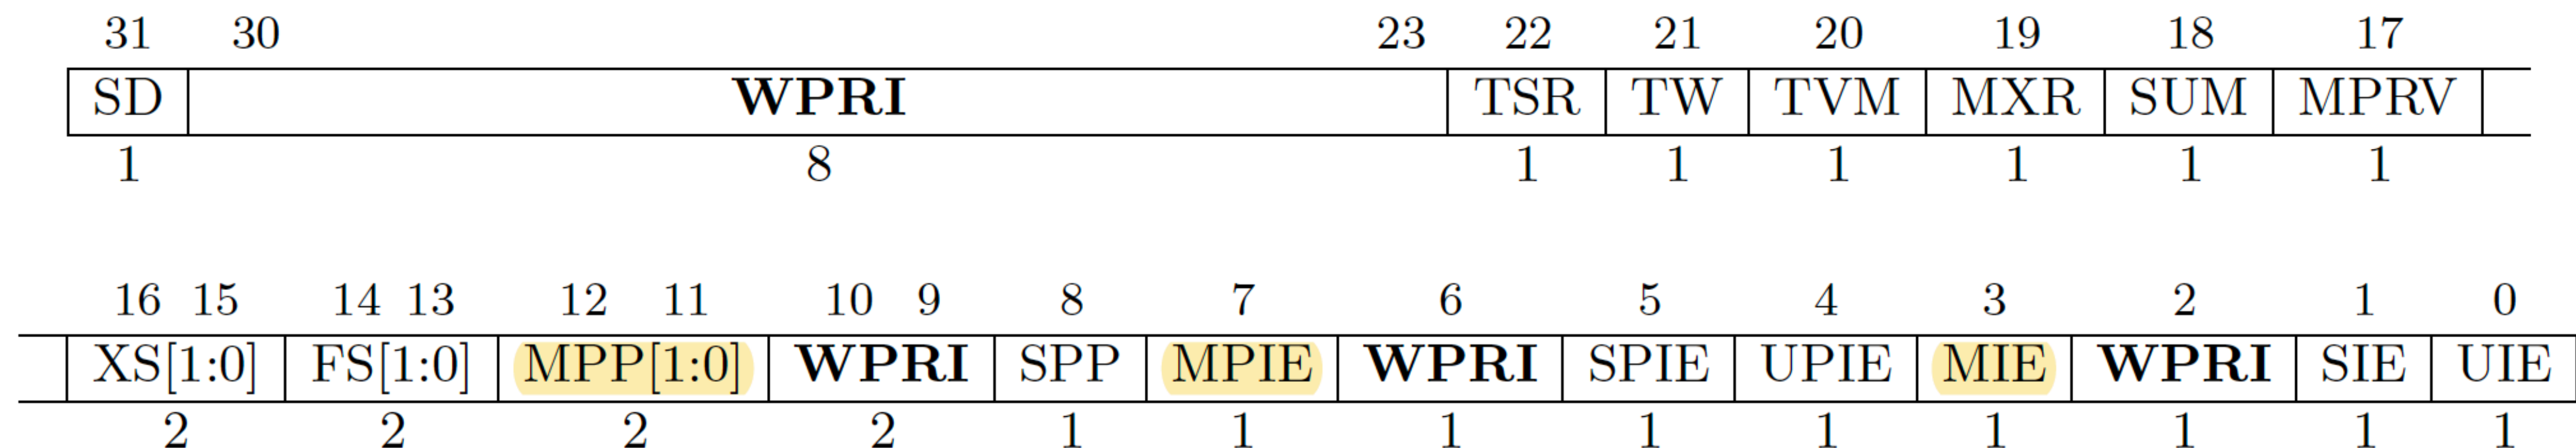 31 30 23 22 21 20 19 18 17
SD WPRI TSR TW TVM MXR SUM MPRV
1 8 1 1 1 1 1 1
16 15 14 13 12 11 10 9 8 7 6 5 4 3 2 1 0
XS[1:0] FS[1:0] MPP[1:0] WPRI SPP MPIE WPRI SPIE UPIE MIE WPRI SIE UIE
2 2 2 2 1 1 1 1 1 1 1 1 1